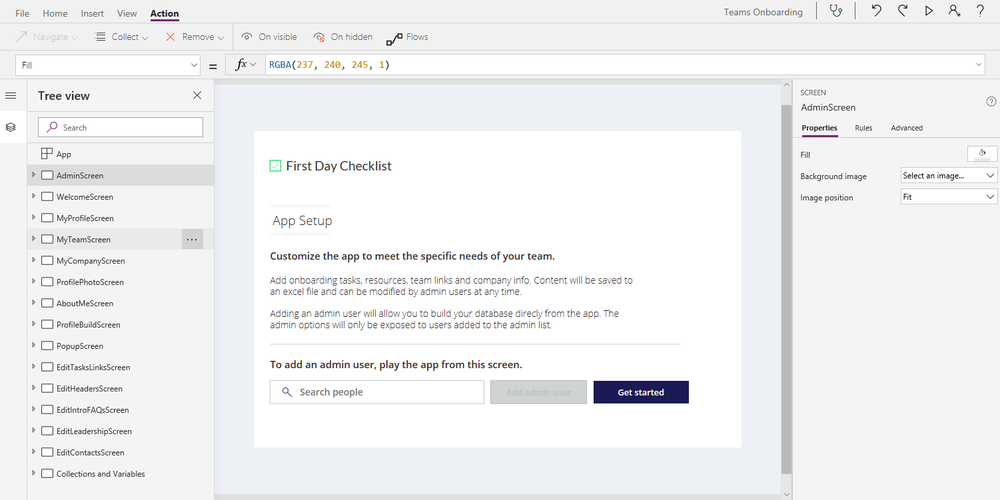 File Home Insert View Action Teams Onboarding
Navigate Collect Remove On visible On hidden Flows
Fill = fx RGBA(237, 240, 245, 1)
Tree view
Search
App
AdminScreen
WelcomeScreen
MyProfileScreen
MyTeamScreen ...
MyCompanyScreen
ProfilePhotoScreen
AboutMeScreen
ProfileBuildScreen
PopupScreen
EditTasksLinksScreen
EditHeadersScreen
EditIntroFAQsScreen
EditLeadershipScreen
EditContactsScreen
Collections and Variables
First Day Checklist
App Setup
Customize the app to meet the specific needs of your team.
Add onboarding tasks, resources, team links and company info. Content will be saved to
an excel file and can be modified by admin users at any time.
Adding an admin user will allow you to build your database direcly from the app. The
admin options will only be exposed to users added to the admin list.
To add an admin user, play the app from this screen.
Search people Add admin user Get started
SCREEN
AdminScreen
Properties Rules Advanced
Fill
Background image Select an image...
Image position Fit